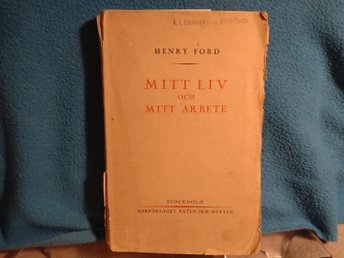 HENRY FORD
MITT LIV
OCH
MITT ARBETE
STOCKHOLM
BOKFÖRLAGET NATUR OCH KULTUR